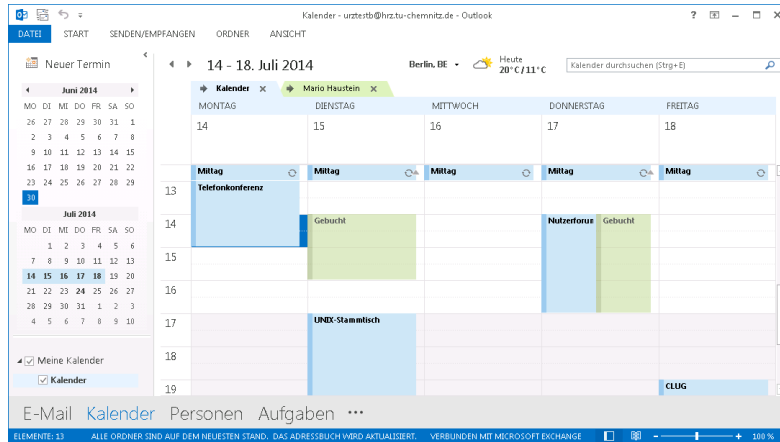 Kalender - urztestb@hrz.tu-chemnitz.de - Outlook
DATEI START SENDEN/EMPFANGEN ORDNER ANSICHT
Neuer Termin
Juni 2014
MO DI MI DO FR SA SO
26 27 28 29 30 31 1
2 3 4 5 6 7 8
9 10 11 12 13 14 15
16 17 18 19 20 21 22
23 24 25 26 27 28 29
30
Juli 2014
MO DI MI DO FR SA SO
1 2 3 4 5 6
7 8 9 10 11 12 13
14 15 16 17 18 19 20
21 22 23 24 25 26 27
28 29 30 31 1 2 3
4 5 6 7 8 9 10
Meine Kalender
Kalender
14 - 18. Juli 2014
Berlin, BE
Heute
20°C/11°C
Kalender durchsuchen (Strg+E)
Kalender Mario Haustein
MONTAG DIENSTAG MITTWOCH DONNERSTAG FREITAG
14 15 16 17 18
Mittag Mittag Mittag Mittag Mittag
13 Telefonkonferenz
14 Gebucht Nutzerforum Gebucht
15
16
17 UNIX-Stammtisch
18
19 CLUG
E-Mail Kalender Personen Aufgaben •••
ELEMENTE: 13 ALLE ORDNER SIND AUF DEM NEUESTEN STAND. DAS ADRESSBUCH WIRD AKTUALISIERT. VERBUNDEN MIT MICROSOFT EXCHANGE 100 %